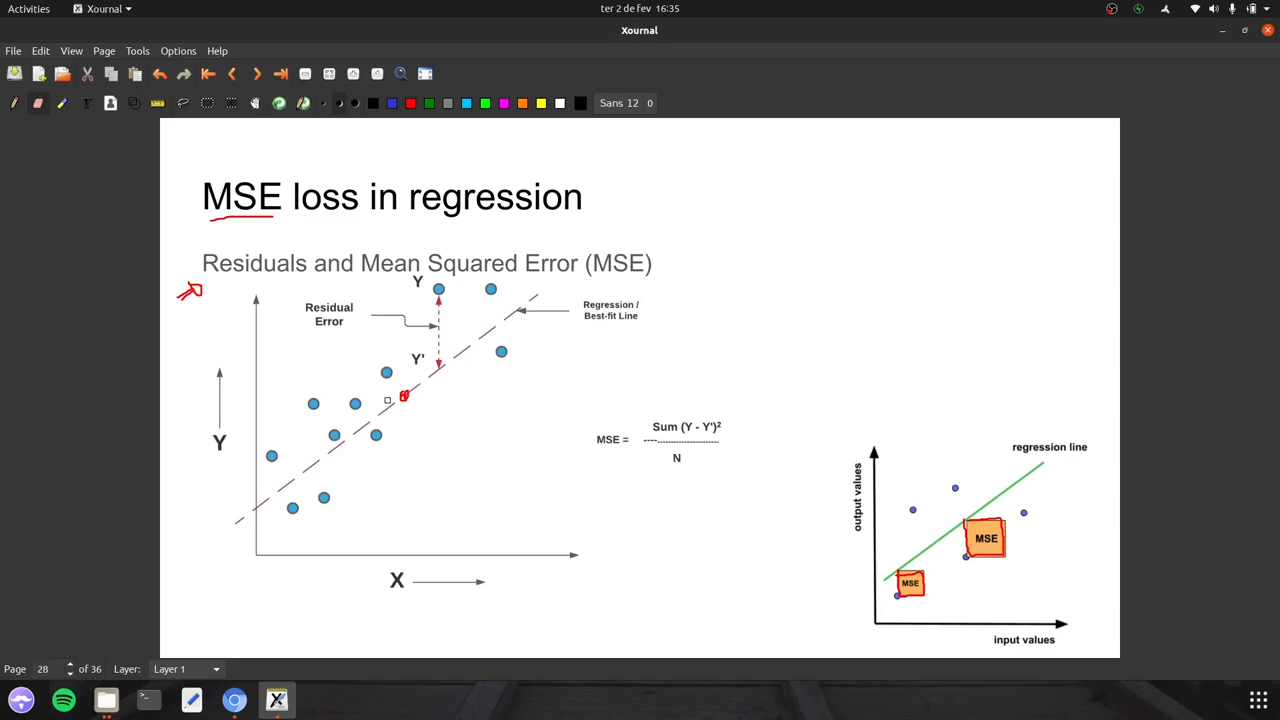 Activities Xournal ter 2 de fev 16:35
Xournal
File Edit View Page Tools Options Help
Sans 12 0
MSE loss in regression
Residuals and Mean Squared Error (MSE)
Y
Residual
Error
Regression /
Best-fit Line
Y'
Y
MSE = Sum (Y - Y')²
N
X
regression line
output values
MSE
MSE
input values
Page 28 of 36 Layer: Layer 1